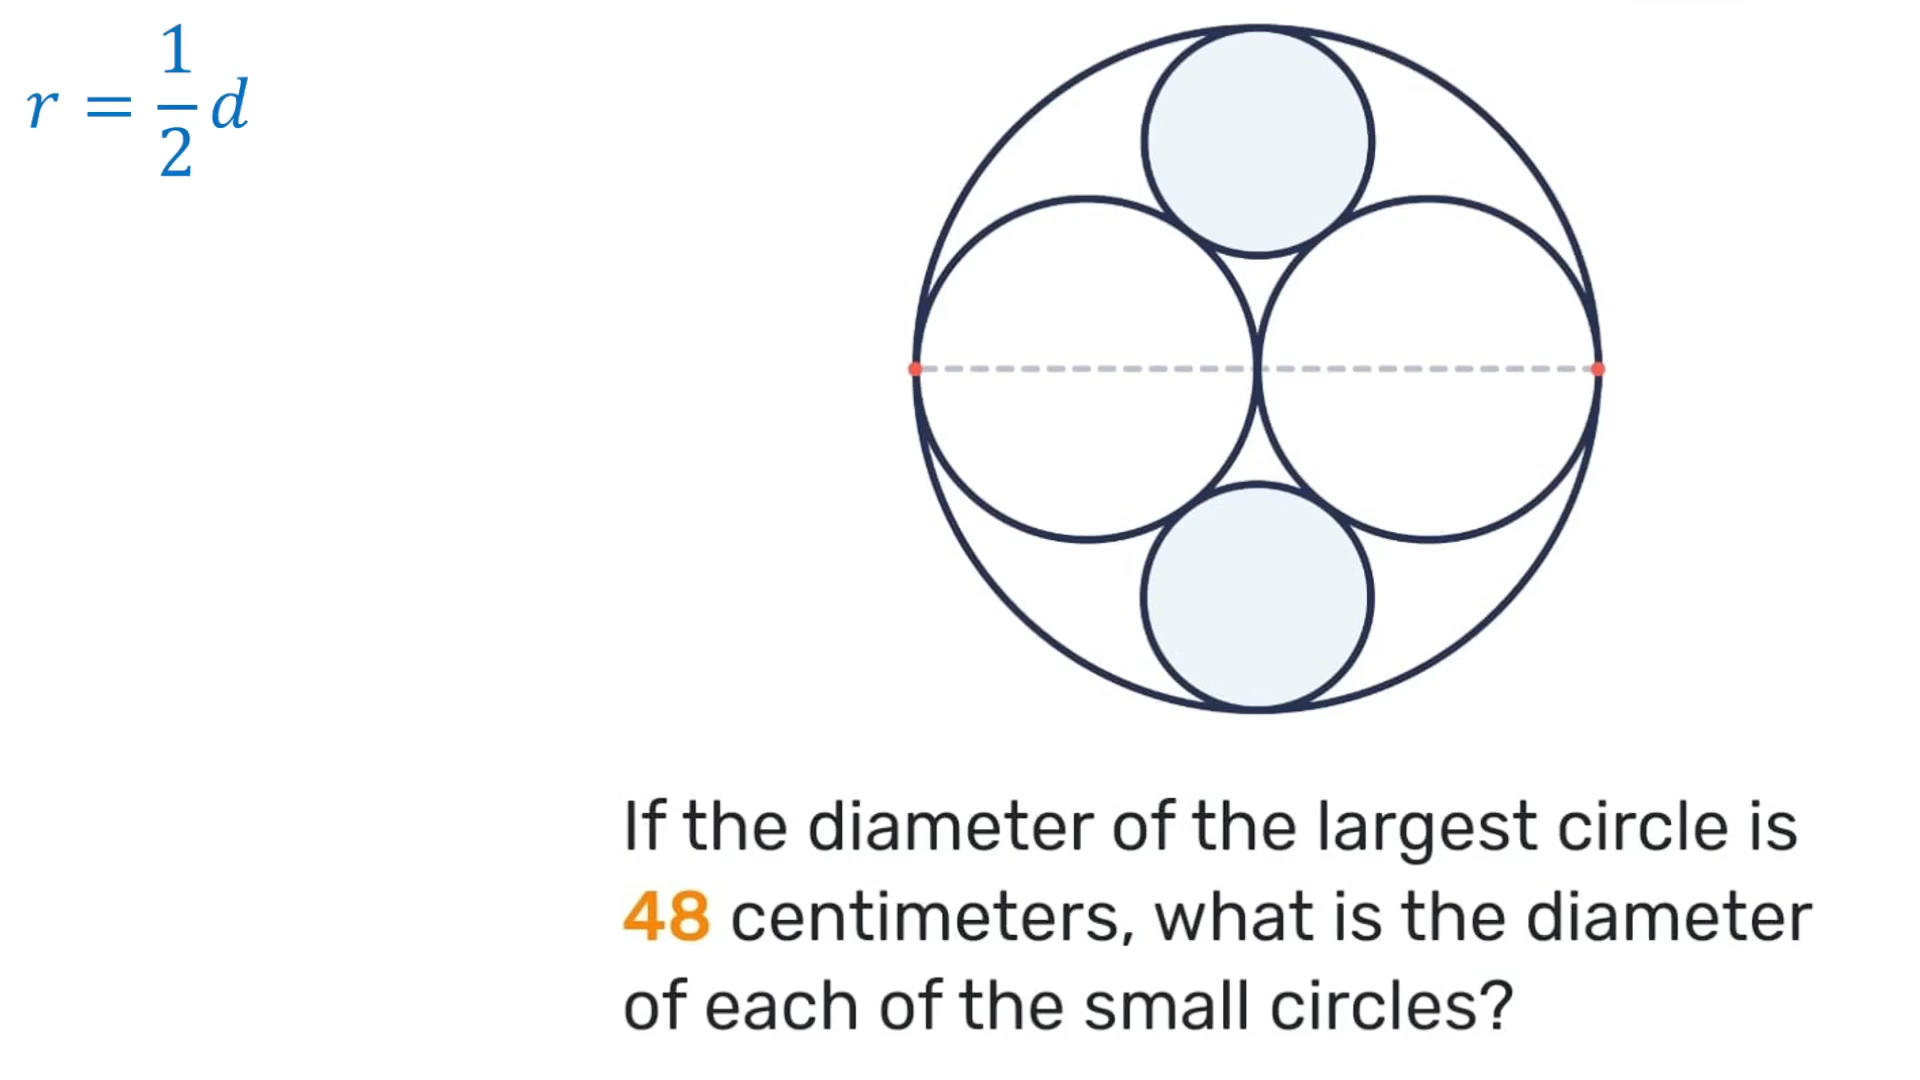 r = 1/2 d
If the diameter of the largest circle is
48 centimeters, what is the diameter
of each of the small circles?